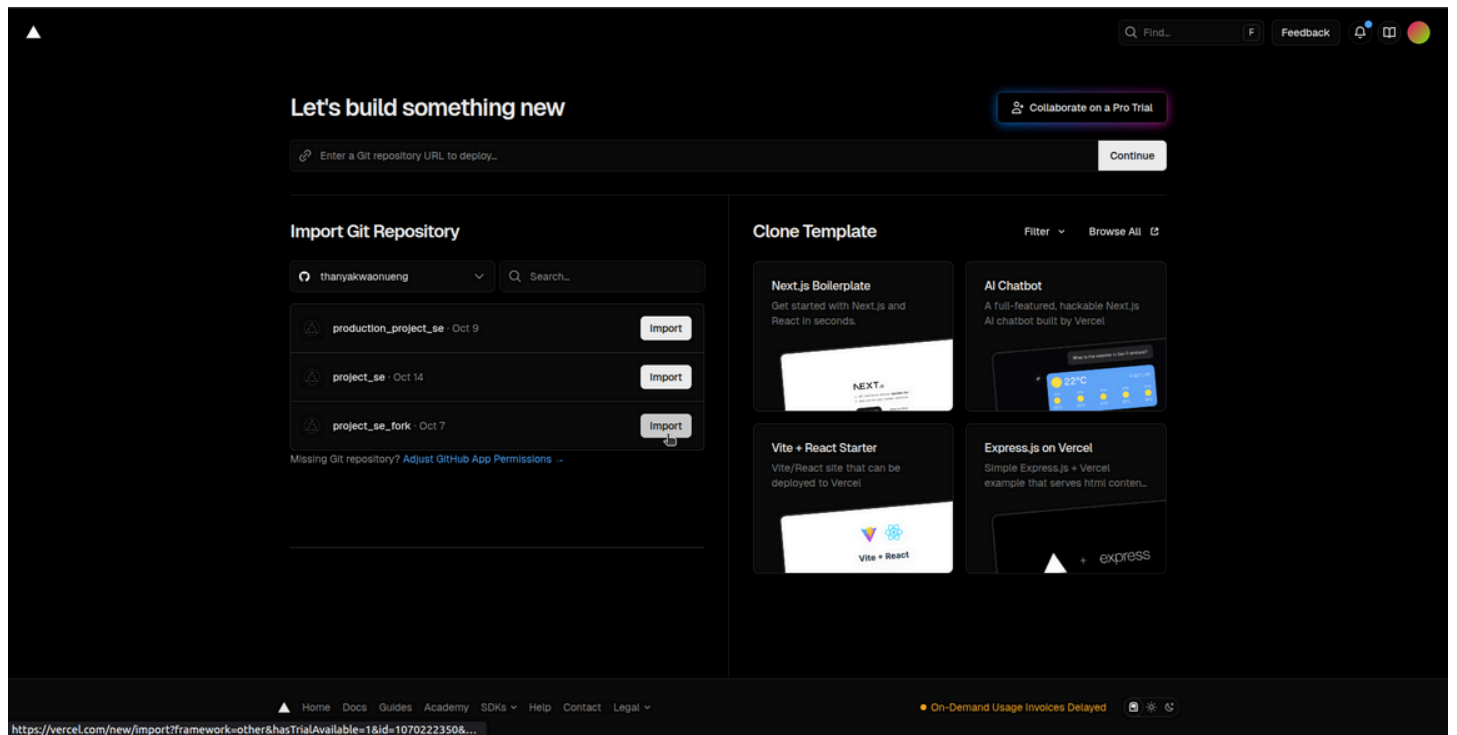 Find...
F
Feedback
Let's build something new
Collaborate on a Pro Trial
Enter a Git repository URL to deploy...
Continue
Import Git Repository
thanyakwaonueng
Search...
production_project_se · Oct 9
Import
project_se · Oct 14
Import
project_se_fork · Oct 7
Import
Missing Git repository? Adjust GitHub App Permissions →
Clone Template
Filter
Browse All
Next.js Boilerplate
Get started with Next.js and
React in seconds.
NEXT.js
AI Chatbot
A full-featured, hackable Next.js
AI chatbot built by Vercel
22°C
Vite + React Starter
Vite/React site that can be
deployed to Vercel
Vite + React
Express.js on Vercel
Simple Express.js + Vercel
example that serves html conten...
+ express
Home Docs Guides Academy SDKs Help Contact Legal
On-Demand Usage Invoices Delayed
https://vercel.com/new/import?framework=other&hasTrialAvailable=1&id=1070222350&...